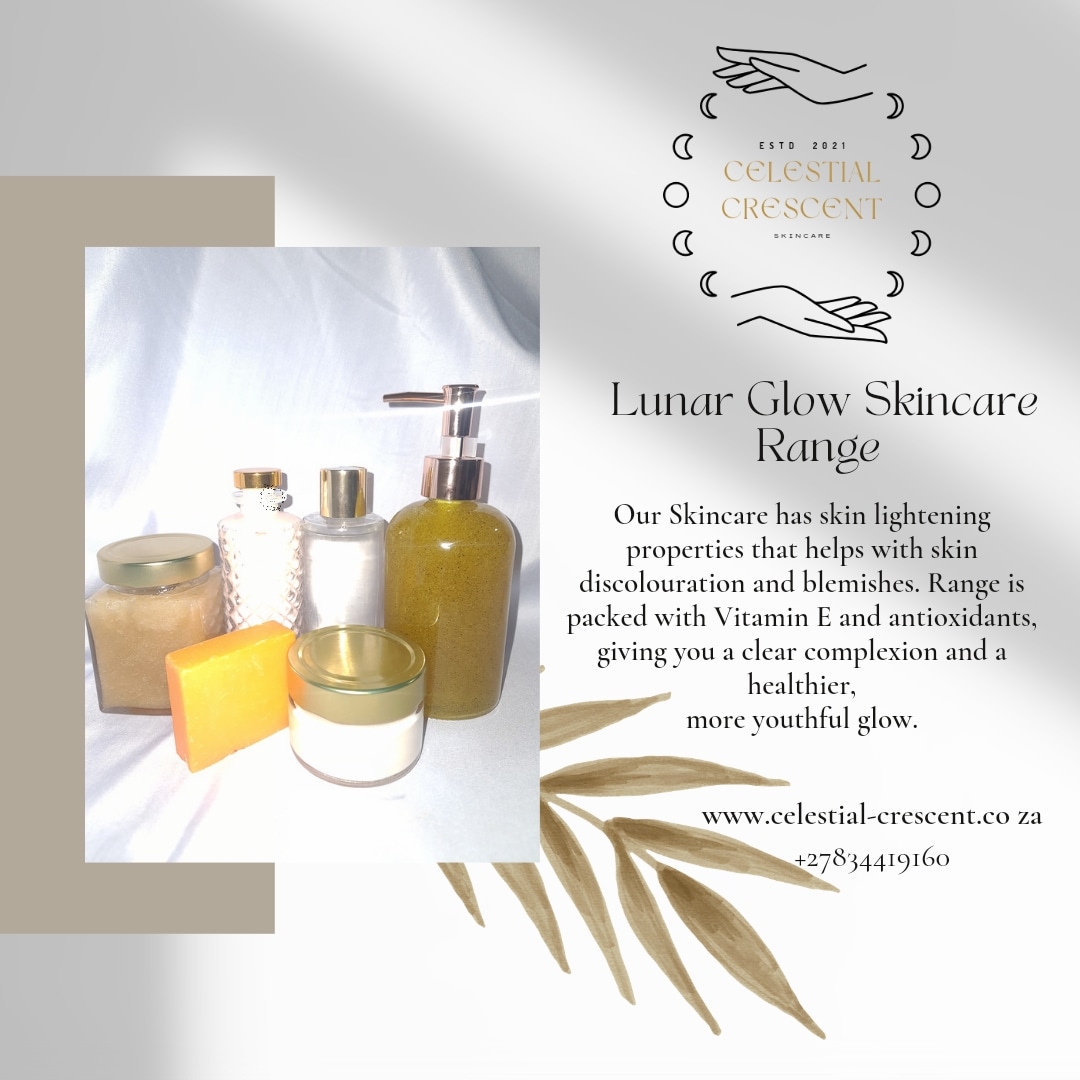 ESTD 2021
CELESTIAL
CRESCENT
SKINCARE
Lunar Glow Skincare
Range
Our Skincare has skin lightening
properties that helps with skin
discolouration and blemishes. Range is
packed with Vitamin E and antioxidants,
giving you a clear complexion and a
healthier,
more youthful glow.
www.celestial-crescent.co za
+27834419160